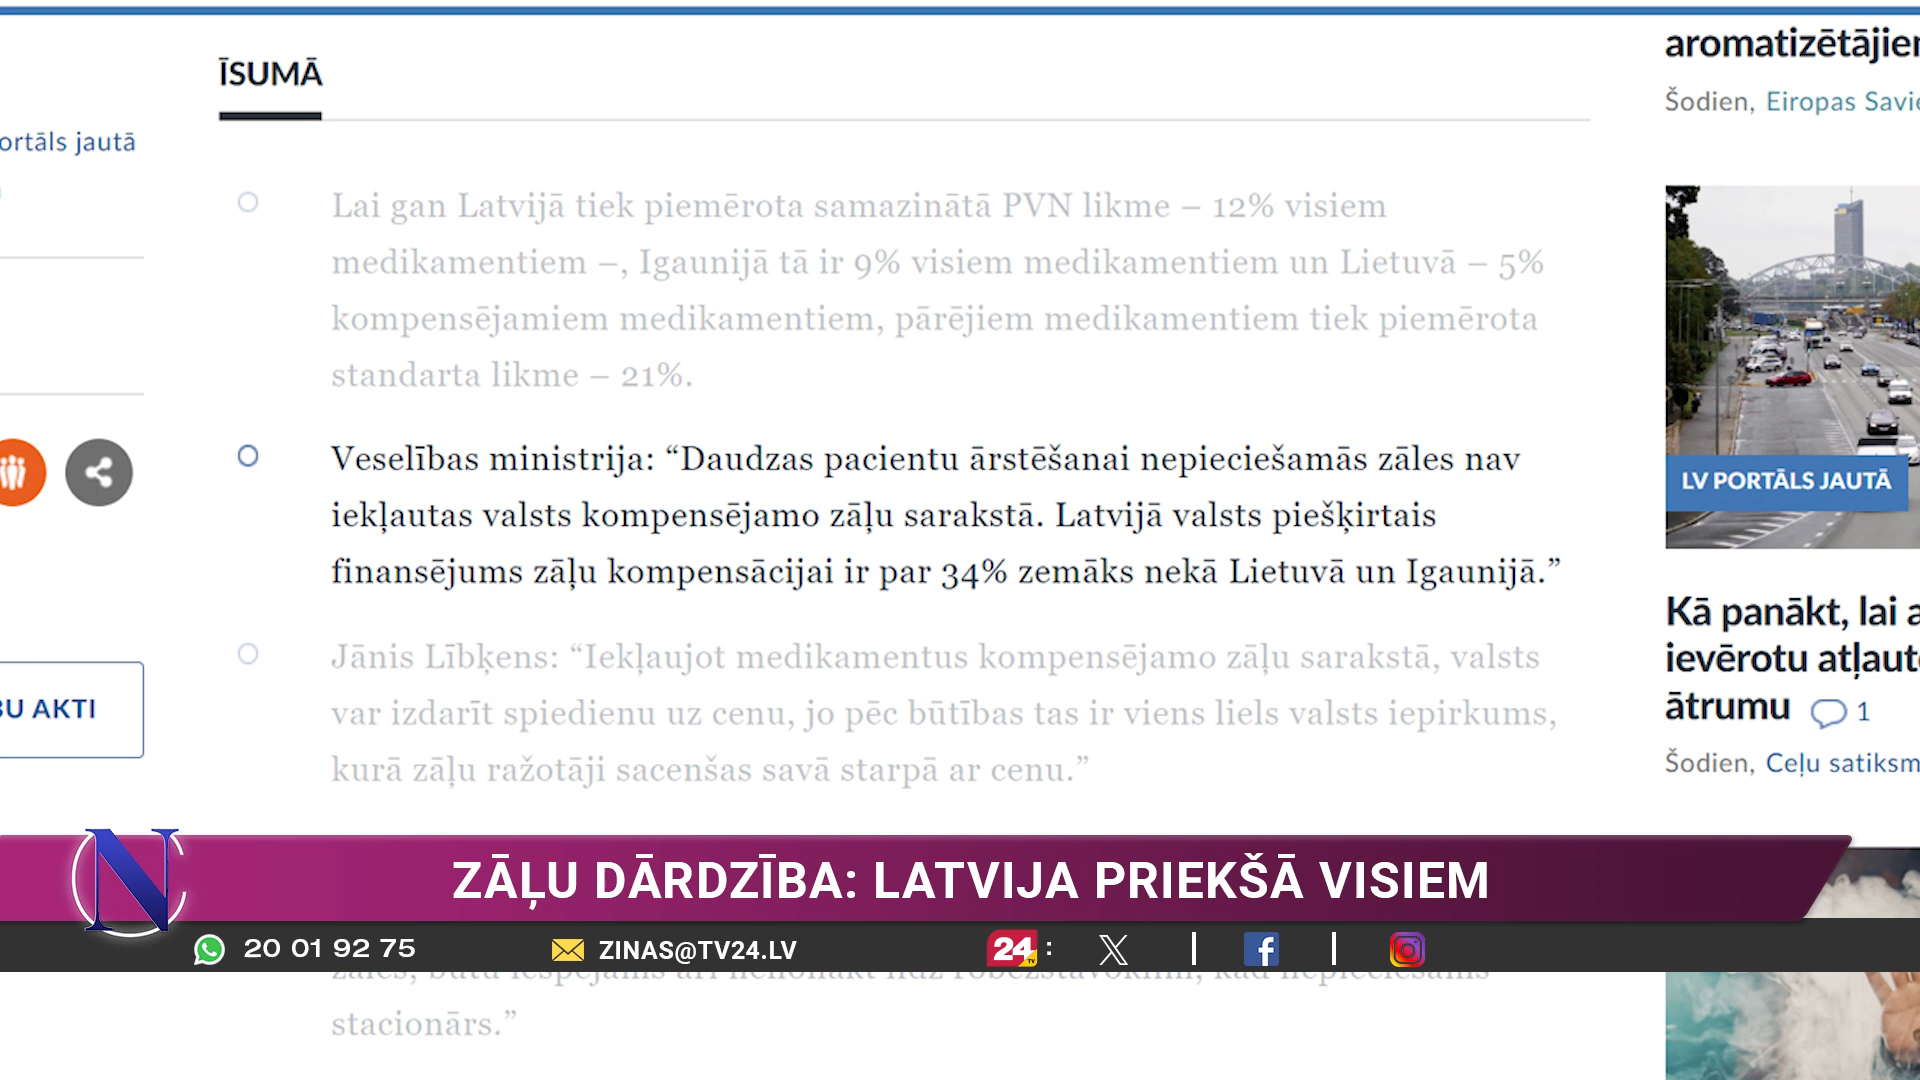 ĪSUMĀ
ortāls jautā
Lai gan Latvijā tiek piemērota samazinātā PVN likme – 12% visiem
medikamentiem –, Igaunijā tā ir 9% visiem medikamentiem un Lietuvā – 5%
kompensējamiem medikamentiem, pārējiem medikamentiem tiek piemērota
standarta likme – 21%.
Veselības ministrija: “Daudzas pacientu ārstēšanai nepieciešamās zāles nav
iekļautas valsts kompensējamo zāļu sarakstā. Latvijā valsts piešķirtais
finansējums zāļu kompensācijai ir par 34% zemāks nekā Lietuvā un Igaunijā.”
Jānis Lībķens: “Iekļaujot medikamentus kompensējamo zāļu sarakstā, valsts
var izdarīt spiedienu uz cenu, jo pēc būtības tas ir viens liels valsts iepirkums,
kurā zāļu ražotāji sacenšas savā starpā ar cenu.”
BU AKTI
aromatizētājien
Šodien, Eiropas Savie
LV PORTĀLS JAUTĀ
Kā panākt, lai a
ievērotu atļaut
ātrumu 1
Šodien, Ceļu satiksm
N ZĀĻU DĀRDZĪBA: LATVIJA PRIEKŠĀ VISIEM
20 01 92 75 ZINAS@TV24.LV 24 TV : X | f |
stacionārs.”